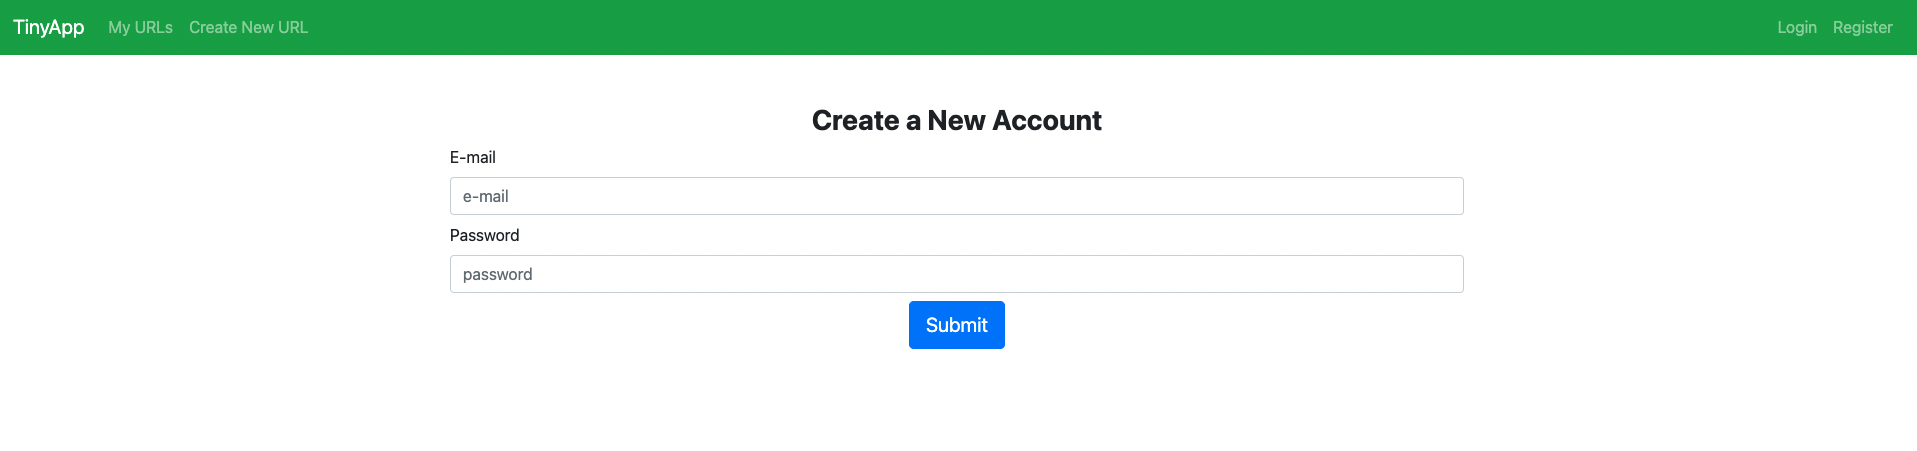 TinyApp My URLs Create New URL Login Register
Create a New Account
E-mail
e-mail
Password
password
Submit